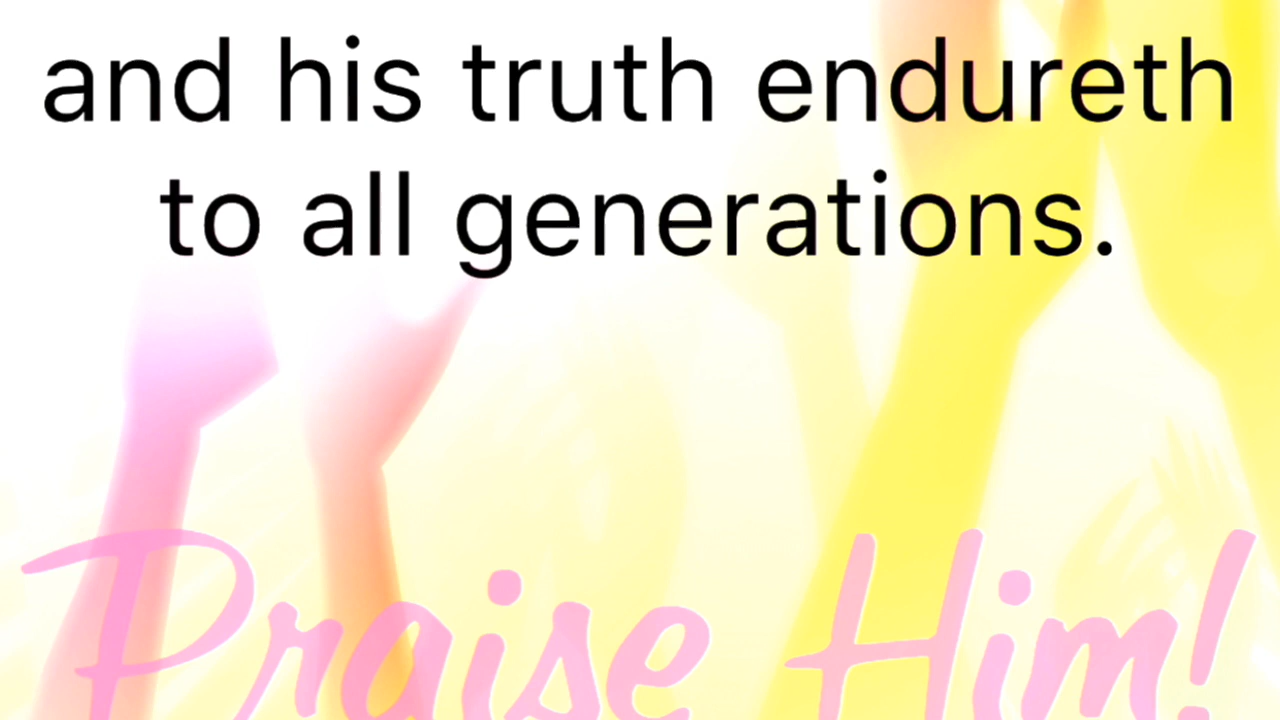 and his truth endureth
to all generations.
Praise Him!